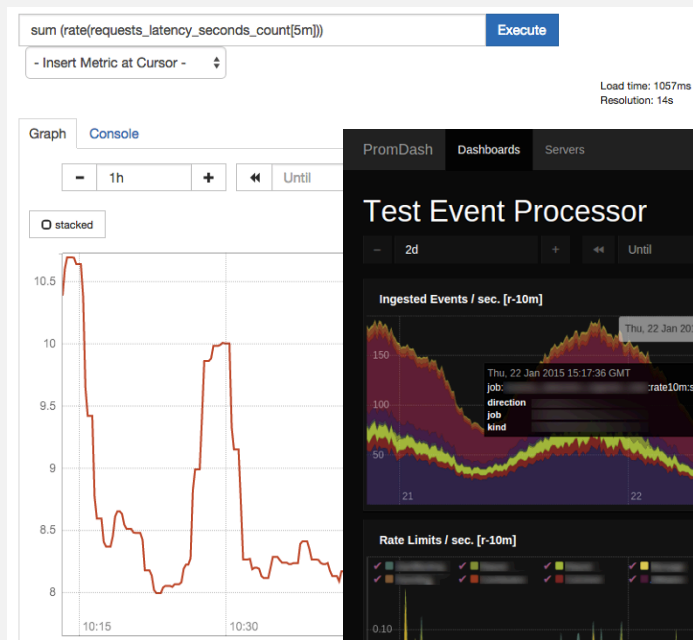 sum (rate(requests_latency_seconds_count[5m]))
Execute
- Insert Metric at Cursor -
Load time: 1057ms
Resolution: 14s
Graph
Console
1h
Until
stacked
10.5
10
9.5
9
8.5
8
10:15
10:30
PromDash
Dashboards
Servers
Test Event Processor
2d
Until
Ingested Events / sec. [r-10m]
150
100
50
Thu, 22 Jan 201
Thu, 22 Jan 2015 15:17:36 GMT
job:
:rate10m:s
direction
job
kind
21
22
Rate Limits / sec. [r-10m]
0.10